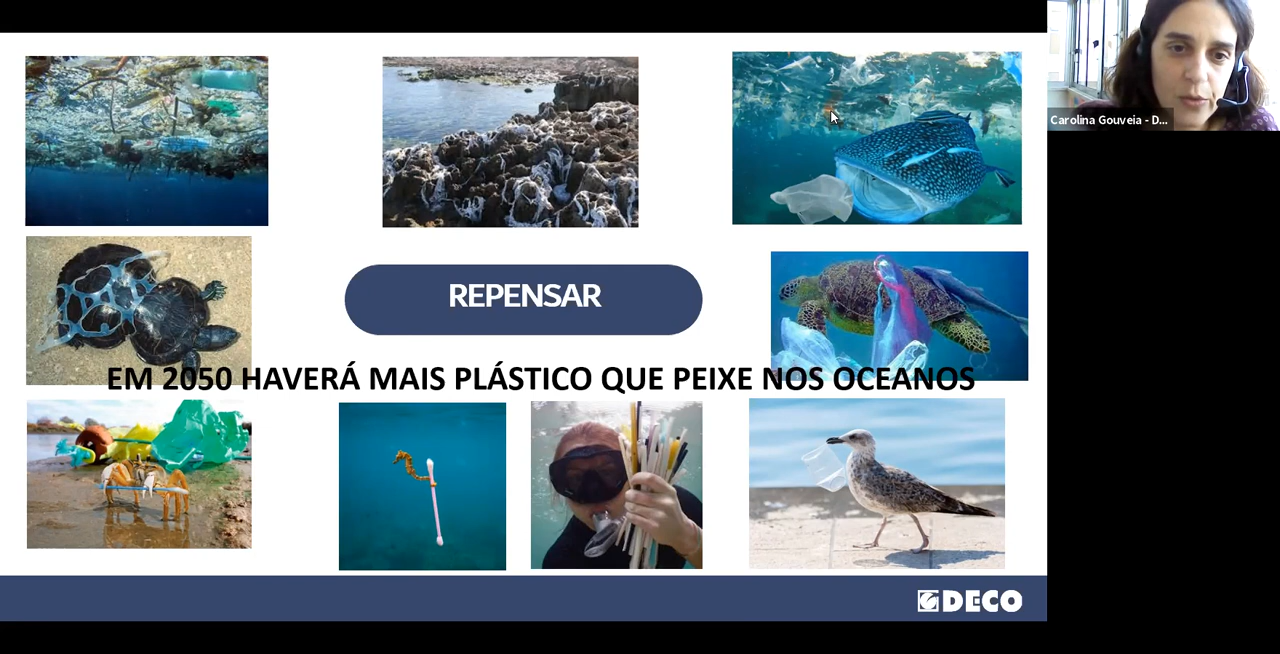 Carolina Gouveia - D...
REPENSAR
EM 2050 HAVERÁ MAIS PLÁSTICO QUE PEIXE NOS OCEANOS
DECO